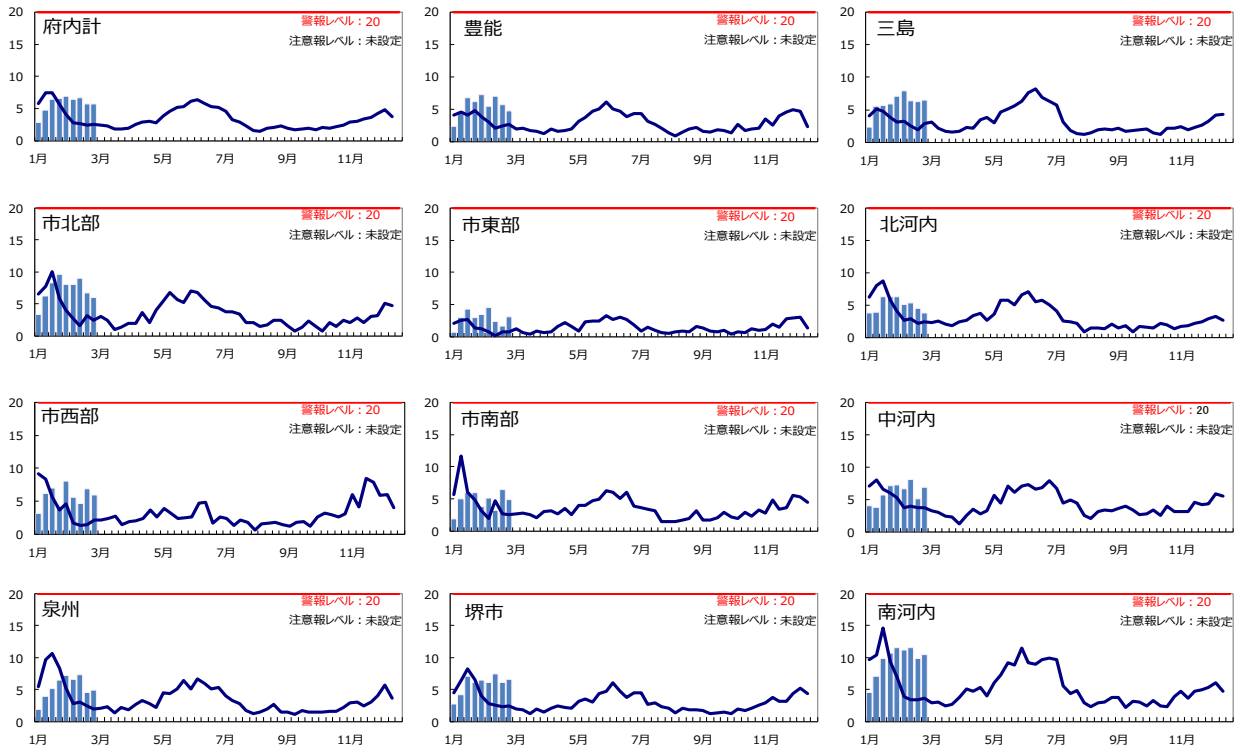 府内計
警報レベル：20
注意報レベル：未設定
20
15
10
5
0
1月 3月 5月 7月 9月 11月
豊能
警報レベル：20
注意報レベル：未設定
20
15
10
5
0
1月 3月 5月 7月 9月 11月
三島
警報レベル：20
注意報レベル：未設定
20
15
10
5
0
1月 3月 5月 7月 9月 11月
市北部
警報レベル：20
注意報レベル：未設定
20
15
10
5
0
1月 3月 5月 7月 9月 11月
市東部
警報レベル：20
注意報レベル：未設定
20
15
10
5
0
1月 3月 5月 7月 9月 11月
北河内
警報レベル：20
注意報レベル：未設定
20
15
10
5
0
1月 3月 5月 7月 9月 11月
市西部
警報レベル：20
注意報レベル：未設定
20
15
10
5
0
1月 3月 5月 7月 9月 11月
市南部
警報レベル：20
注意報レベル：未設定
20
15
10
5
0
1月 3月 5月 7月 9月 11月
中河内
警報レベル：20
注意報レベル：未設定
20
15
10
5
0
1月 3月 5月 7月 9月 11月
泉州
警報レベル：20
注意報レベル：未設定
20
15
10
5
0
1月 3月 5月 7月 9月 11月
堺市
警報レベル：20
注意報レベル：未設定
20
15
10
5
0
1月 3月 5月 7月 9月 11月
南河内
警報レベル：20
注意報レベル：未設定
20
15
10
5
0
1月 3月 5月 7月 9月 11月